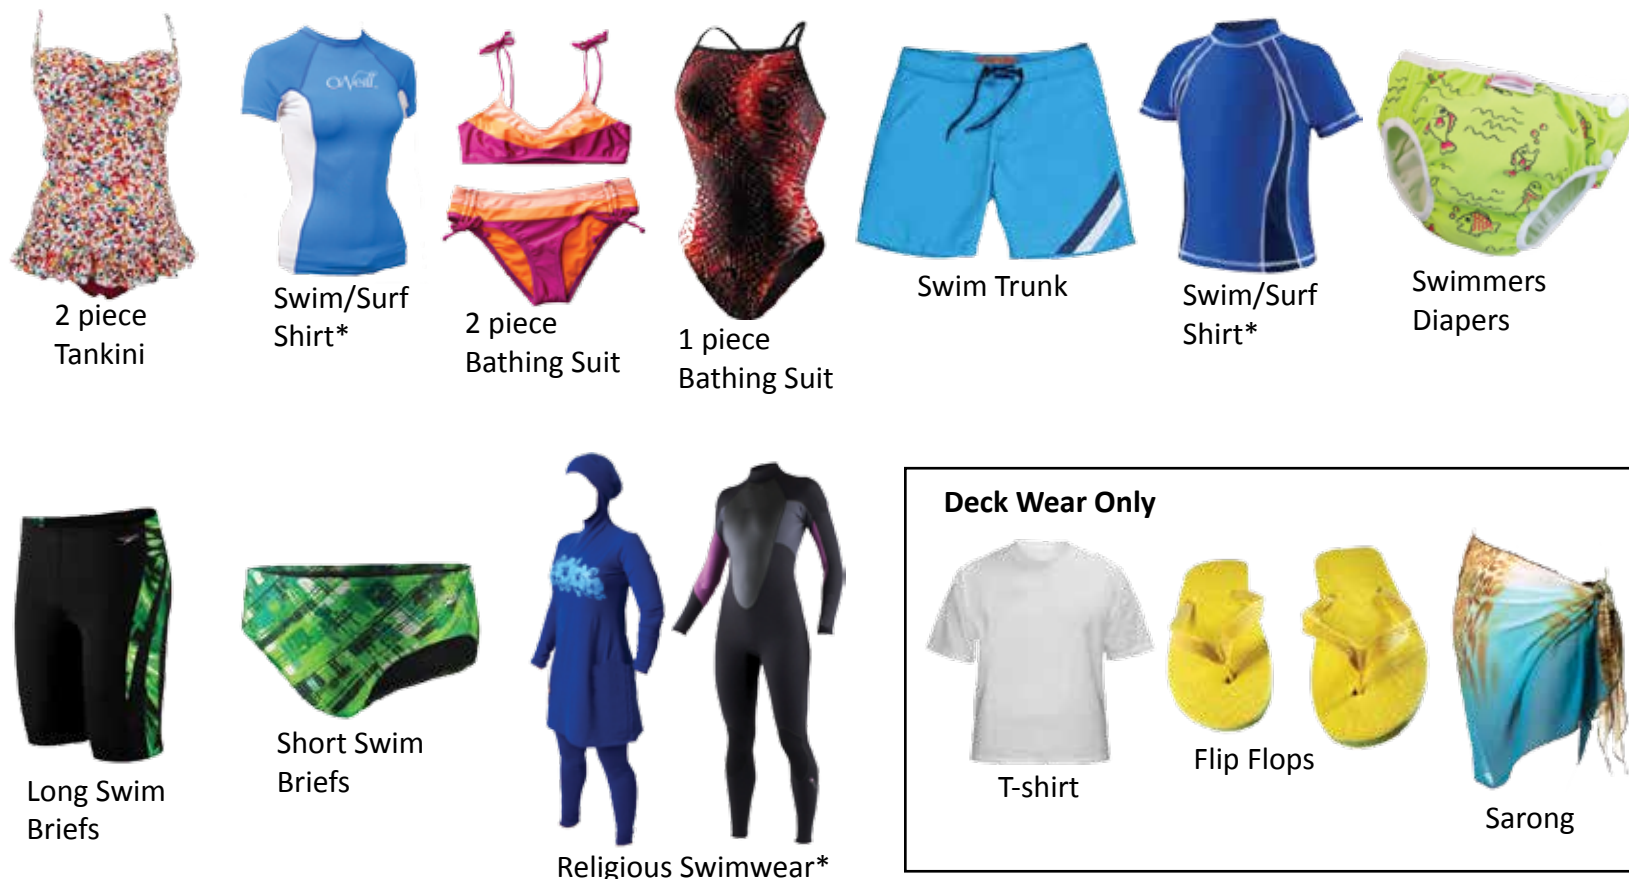 O'Neill
2 piece
Tankini
Swim/Surf
Shirt*
2 piece
Bathing Suit
1 piece
Bathing Suit
Swim Trunk
Swim/Surf
Shirt*
Swimmers
Diapers
Long Swim
Briefs
Short Swim
Briefs
Religious Swimwear*
Deck Wear Only
T-shirt
Flip Flops
Sarong